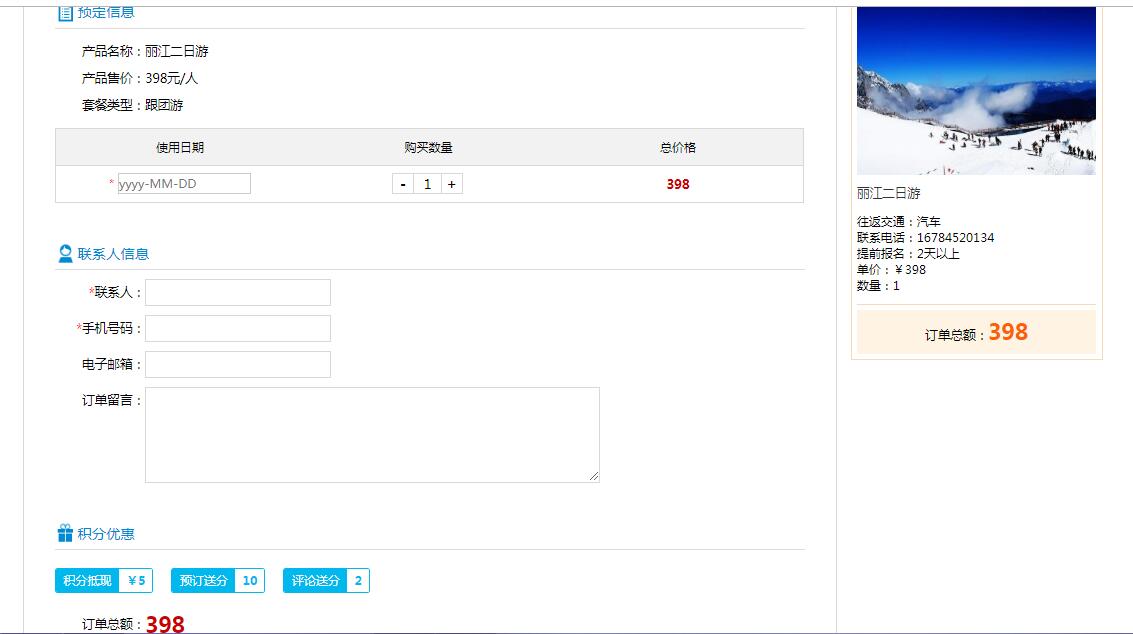 预定信息
产品名称：丽江二日游
产品售价：398元/人
套餐类型：跟团游
使用日期 购买数量 总价格
* yyyy-MM-DD - 1 + 398
联系人信息
*联系人：
*手机号码：
电子邮箱：
订单留言：
积分优惠
积分抵现 ￥5 预订送分 10 评论送分 2
订单总额：398
丽江二日游
往返交通：汽车
联系电话：16784520134
提前报名：2天以上
单价：￥398
数量：1
订单总额：398